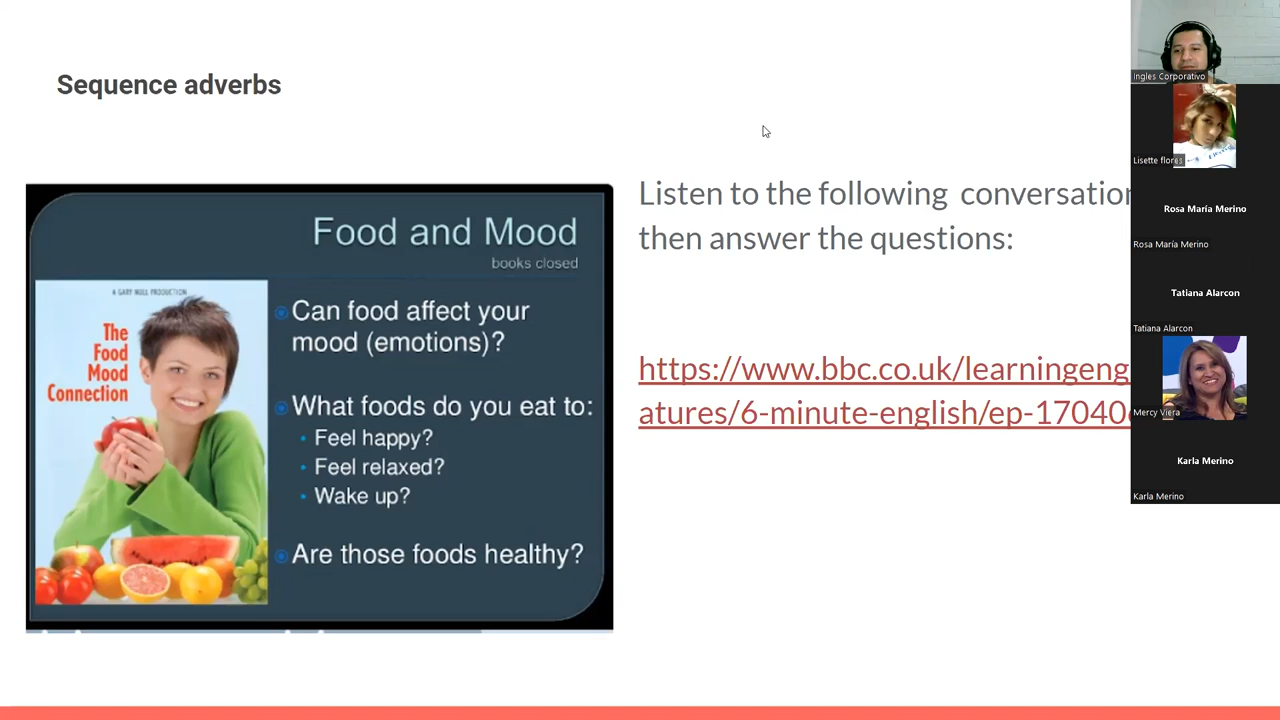 Sequence adverbs
Food and Mood
books closed
A GARY NULL PRODUCTION
The
Food
Mood
Connection
Can food affect your
mood (emotions)?
What foods do you eat to:
Feel happy?
Feel relaxed?
Wake up?
Are those foods healthy?
Listen to the following conversation
then answer the questions:
https://www.bbc.co.uk/learningeng
atures/6-minute-english/ep-17040
Ingles Corporativo
Lisette flores
Rosa María Merino
Rosa María Merino
Tatiana Alarcon
Tatiana Alarcon
Mercy Viera
Karla Merino
Karla Merino